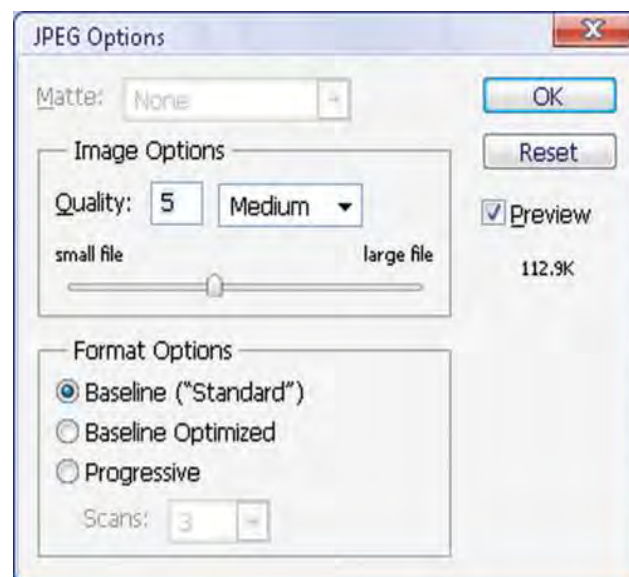 JPEG Options
Matte: None
OK
Image Options
Reset
Quality: 5 Medium
Preview
small file large file
112.9K
Format Options
Baseline ("Standard")
Baseline Optimized
Progressive
Scans: 3